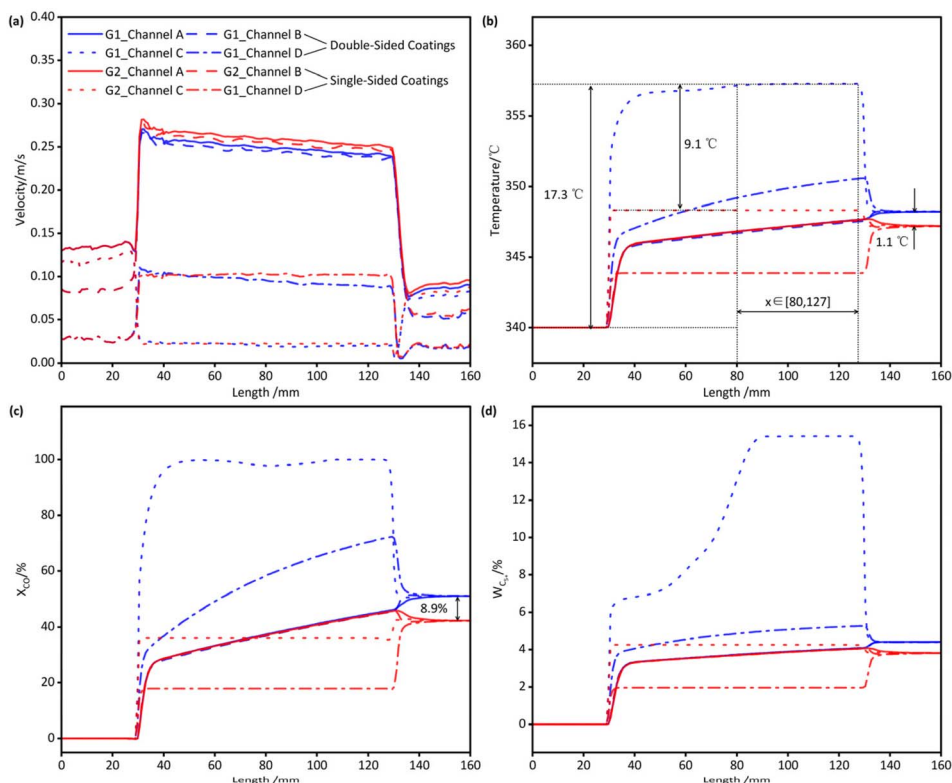 (a)
0.40
0.35
0.30
0.25
0.20
0.15
0.10
0.05
0.00
Velocity/m/s
G1_Channel A G1_Channel B
G1_Channel C G1_Channel D
Double-Sided Coatings
G2_Channel A G2_Channel B
G2_Channel C G1_Channel D
Single-Sided Coatings
0 20 40 60 80 100 120 140 160
Length /mm
(b)
360
355
350
345
340
Temperature/℃
17.3 ℃
9.1 ℃
1.1 ℃
x∈[80,127]
0 20 40 60 80 100 120 140 160
Length /mm
(c)
100
80
60
40
20
0
X_CO/%
8.9%
0 20 40 60 80 100 120 140 160
Length /mm
(d)
16
14
12
10
8
6
4
2
0
W_C5+/%
0 20 40 60 80 100 120 140 160
Length /mm